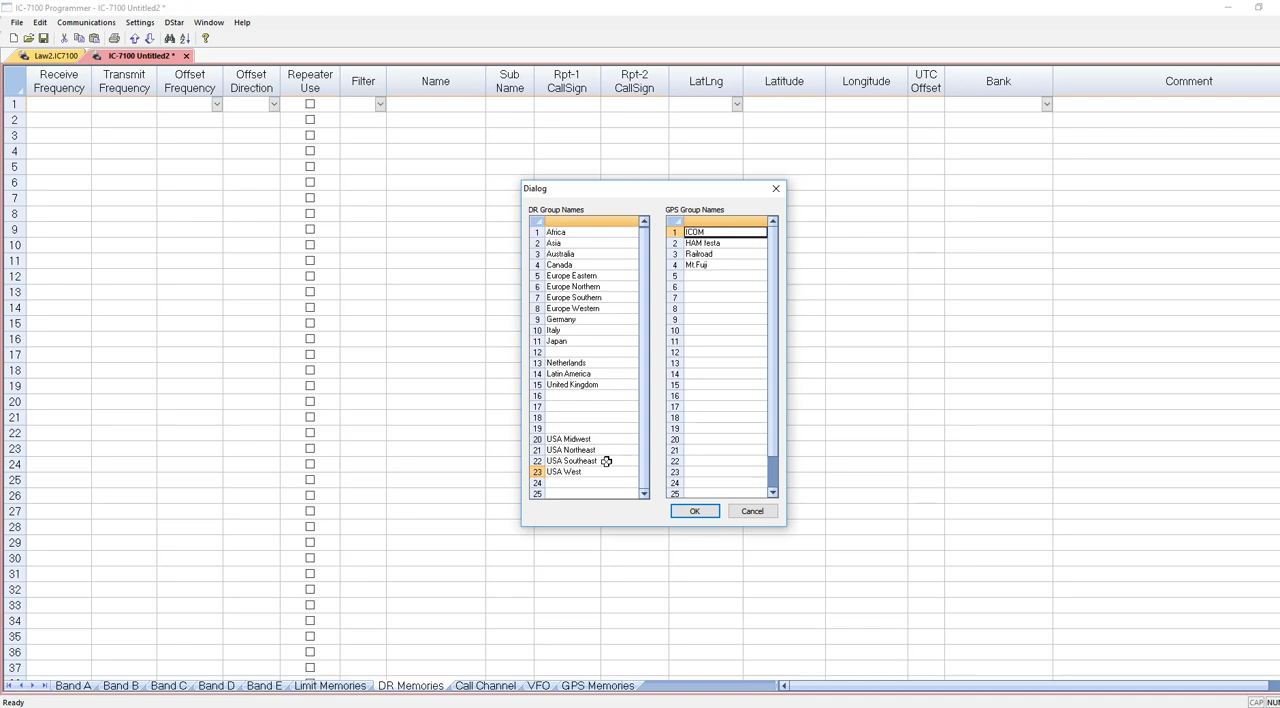 IC-7100 Programmer - IC-7100 Untitled2 *
File Edit Communications Settings DStar Window Help
Law2.IC7100 IC-7100 Untitled2 *
Receive Frequency Transmit Frequency Offset Frequency Offset Direction Repeater Use Filter Name Sub Name Rpt-1 CallSign Rpt-2 CallSign LatLng Latitude Longitude UTC Offset Bank Comment
1
2
3
4
5
6
7
8
9
10
11
12
13
14
15
16
17
18
19
20
21
22
23
24
25
26
27
28
29
30
31
32
33
34
35
36
37
Dialog
DR Group Names
1 Africa
2 Asia
3 Australia
4 Canada
5 Europe Eastern
6 Europe Northern
7 Europe Southern
8 Europe Western
9 Germany
10 Italy
11 Japan
12
13 Netherlands
14 Latin America
15 United Kingdom
16
17
18
19
20 USA Midwest
21 USA Northeast
22 USA Southeast
23 USA West
24
25
GPS Group Names
1 ICOM
2 HAM festa
3 Railroad
4 Mt.Fuji
5
6
7
8
9
10
11
12
13
14
15
16
17
18
19
20
21
22
23
24
25
OK Cancel
Band A Band B Band C Band D Band E Limit Memories DR Memories Call Channel VFO GPS Memories
Ready CAP NUM